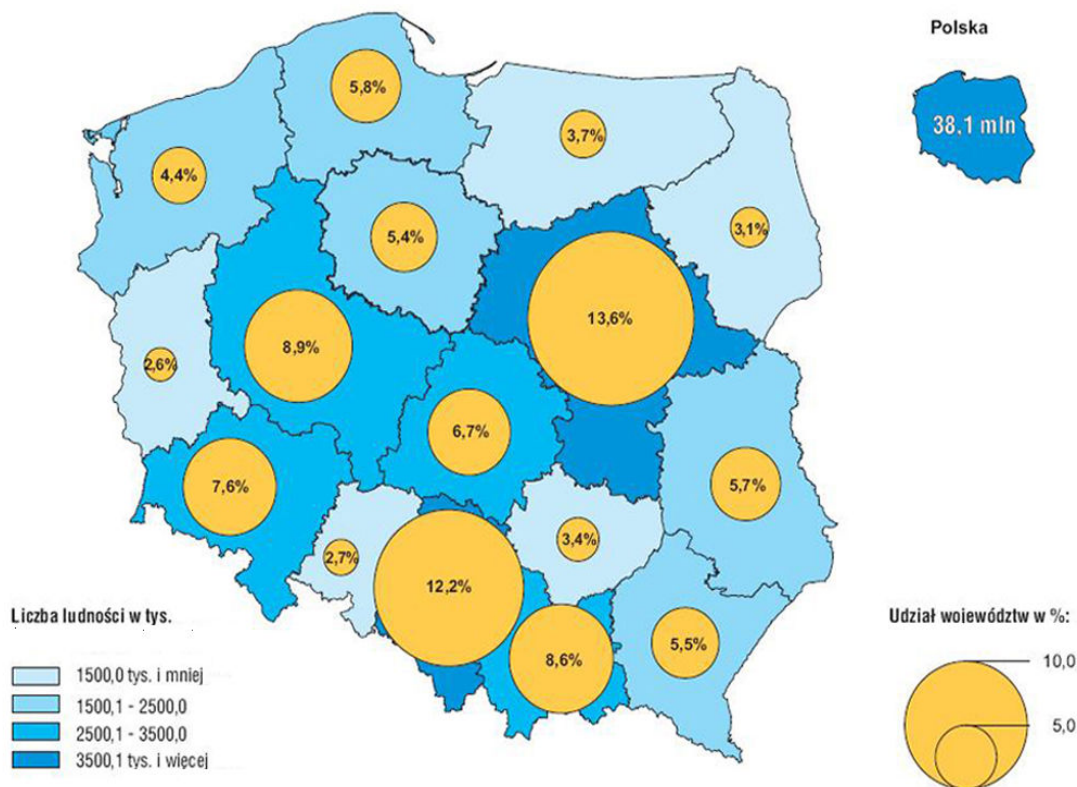 Polska
38,1 mln
5,8%
3,7%
4,4%
3,1%
5,4%
13,6%
8,9%
2,6%
6,7%
7,6%
5,7%
3,4%
2,7%
12,2%
8,6%
5,5%
Liczba ludności w tys.
1500,0 tys. i mniej
1500,1 - 2500,0
2500,1 - 3500,0
3500,1 tys. i więcej
Udział woiewództw w %:
10,0
5,0